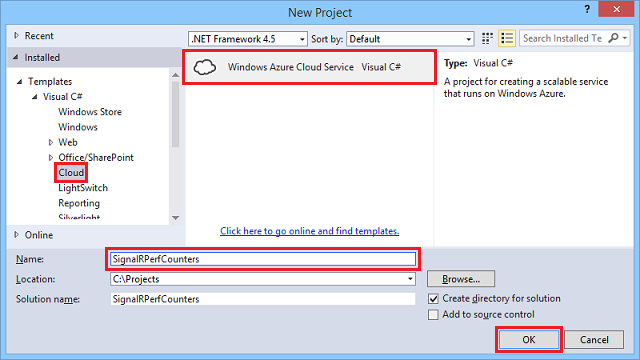 New Project
Recent
.NET Framework 4.5 Sort by: Default Search Installed Te
Installed
Templates
Visual C#
Windows Store
Windows
Web
Office/SharePoint
Cloud
LightSwitch
Reporting
Silverlight
Online
Windows Azure Cloud Service Visual C#
Click here to go online and find templates.
Type: Visual C#
A project for creating a scalable service
that runs on Windows Azure.
Name: SignalRPerfCounters
Location: C:\Projects Browse...
Solution name: SignalRPerfCounters
Create directory for solution
Add to source control
OK Cancel